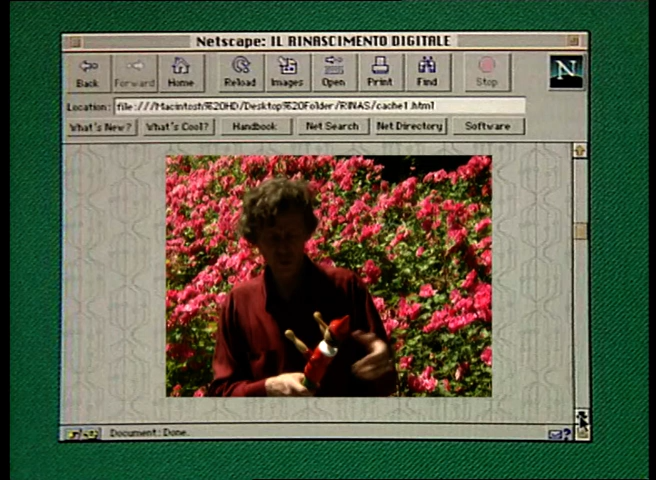 Netscape: IL RINASCIMENTO DIGITALE
Back Forward Home Reload Images Open Print Find Stop
N
Location: file:///Macintosh%20HD/Desktop%20Folder/RINAS/cache1.html
What's New? What's Cool? Handbook Net Search Net Directory Software
Document: Done.
?